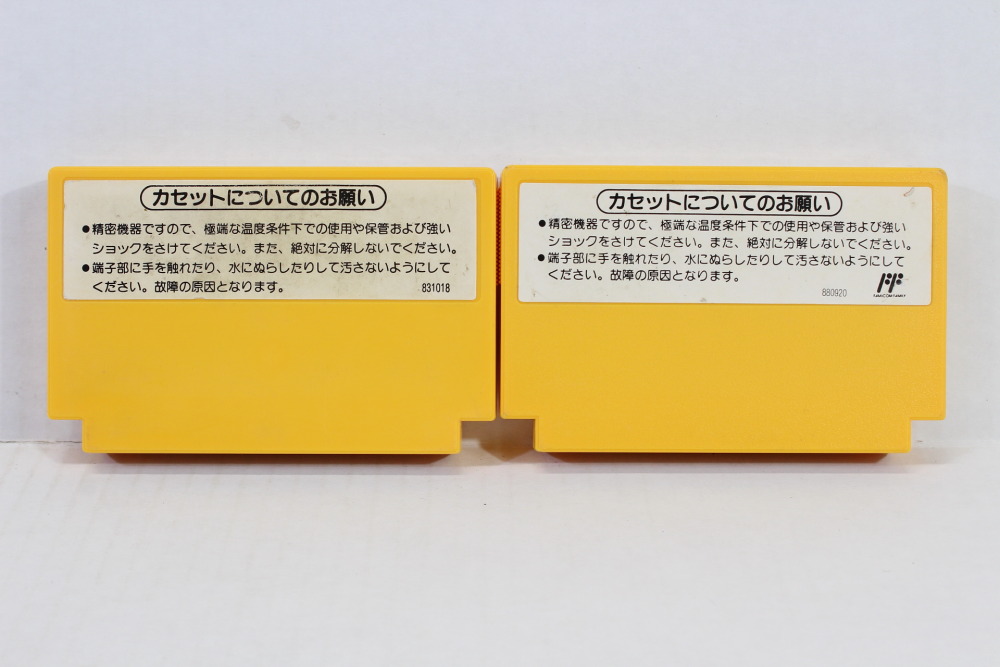 カセットについてのお願い
●精密機器ですので、極端な温度条件下での使用や保管および強い
ショックをさけてください。また、絶対に分解しないでください。
●端子部に手を触れたり、水にぬらしたりして汚さないようにして
ください。故障の原因となります。
831018
カセットについてのお願い
●精密機器ですので、極端な温度条件下での使用や保管および強い
ショックをさけてください。また、絶対に分解しないでください。
●端子部に手を触れたり、水にぬらしたりして汚さないようにして
ください。故障の原因となります。
880920
FAMICOM FAMILY